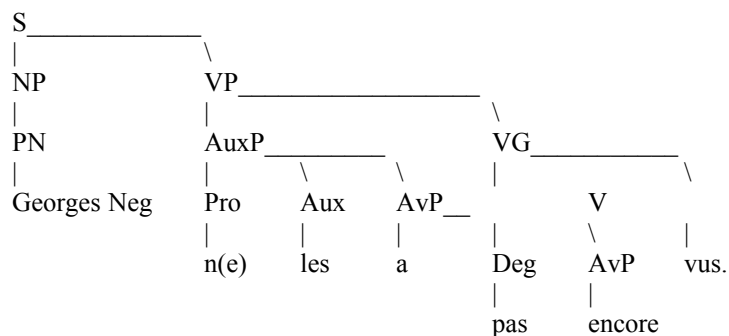 S
NP VP
PN AuxP VG
Georges Neg Pro Aux AvP V
n(e) les a Deg AvP vus.
pas encore